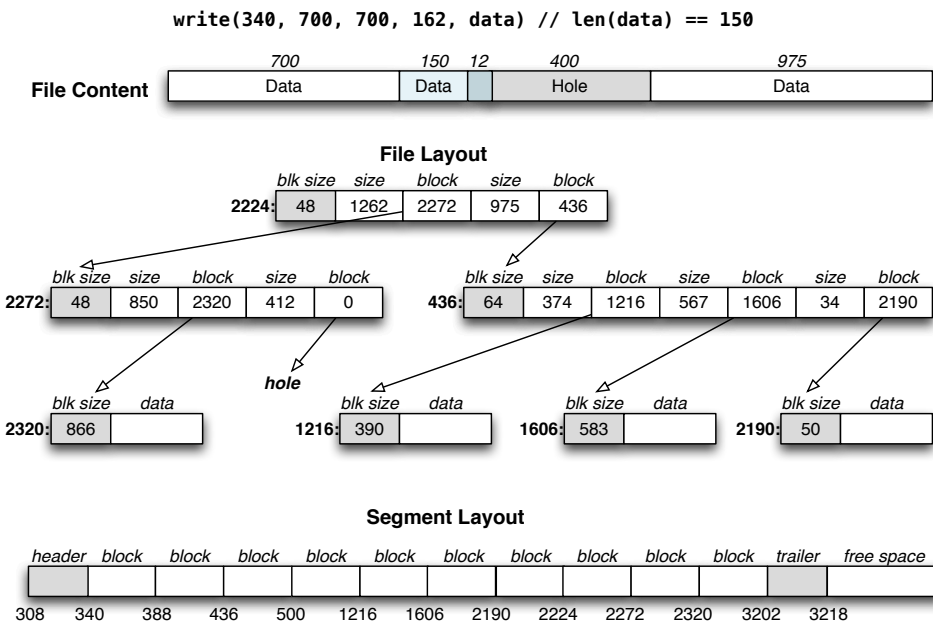 write(340, 700, 700, 162, data) // len(data) == 150
700 150 12 400 975
File Content Data Data Hole Data
File Layout
blk size size block size block
2224: 48 1262 2272 975 436
blk size size block size block blk size size block size block size block
2272: 48 850 2320 412 0 436: 64 374 1216 567 1606 34 2190
hole
blk size data blk size data blk size data blk size data
2320: 866 1216: 390 1606: 583 2190: 50
Segment Layout
header block block block block block block block block block block trailer free space
308 340 388 436 500 1216 1606 2190 2224 2272 2320 3202 3218